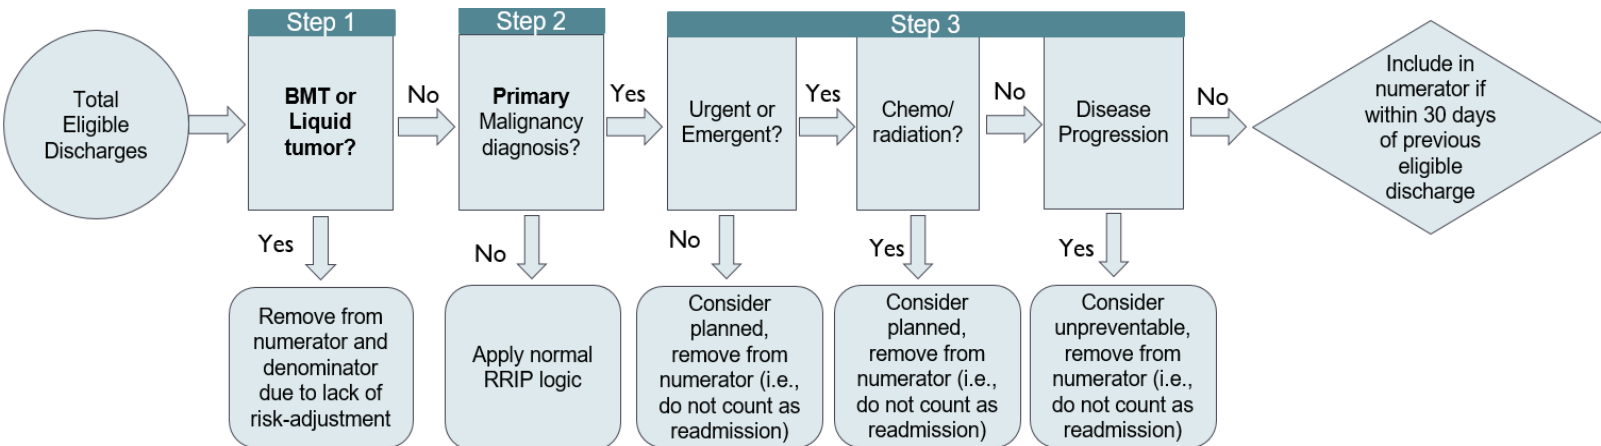 Step 1
Step 2
Step 3
Total
Eligible
Discharges
BMT or
Liquid
tumor?
No
Primary
Malignancy
diagnosis?
Yes
Urgent or
Emergent?
Yes
Chemo/
radiation?
No
Disease
Progression
No
Include in
numerator if
within 30 days
of previous
eligible
discharge
Yes
No
No
Yes
Yes
Remove from
numerator and
denominator
due to lack of
risk-adjustment
Apply normal
RRIP logic
Consider
planned,
remove from
numerator (i.e.,
do not count as
readmission)
Consider
planned,
remove from
numerator (i.e.,
do not count as
readmission)
Consider
unpreventable,
remove from
numerator (i.e.,
do not count as
readmission)